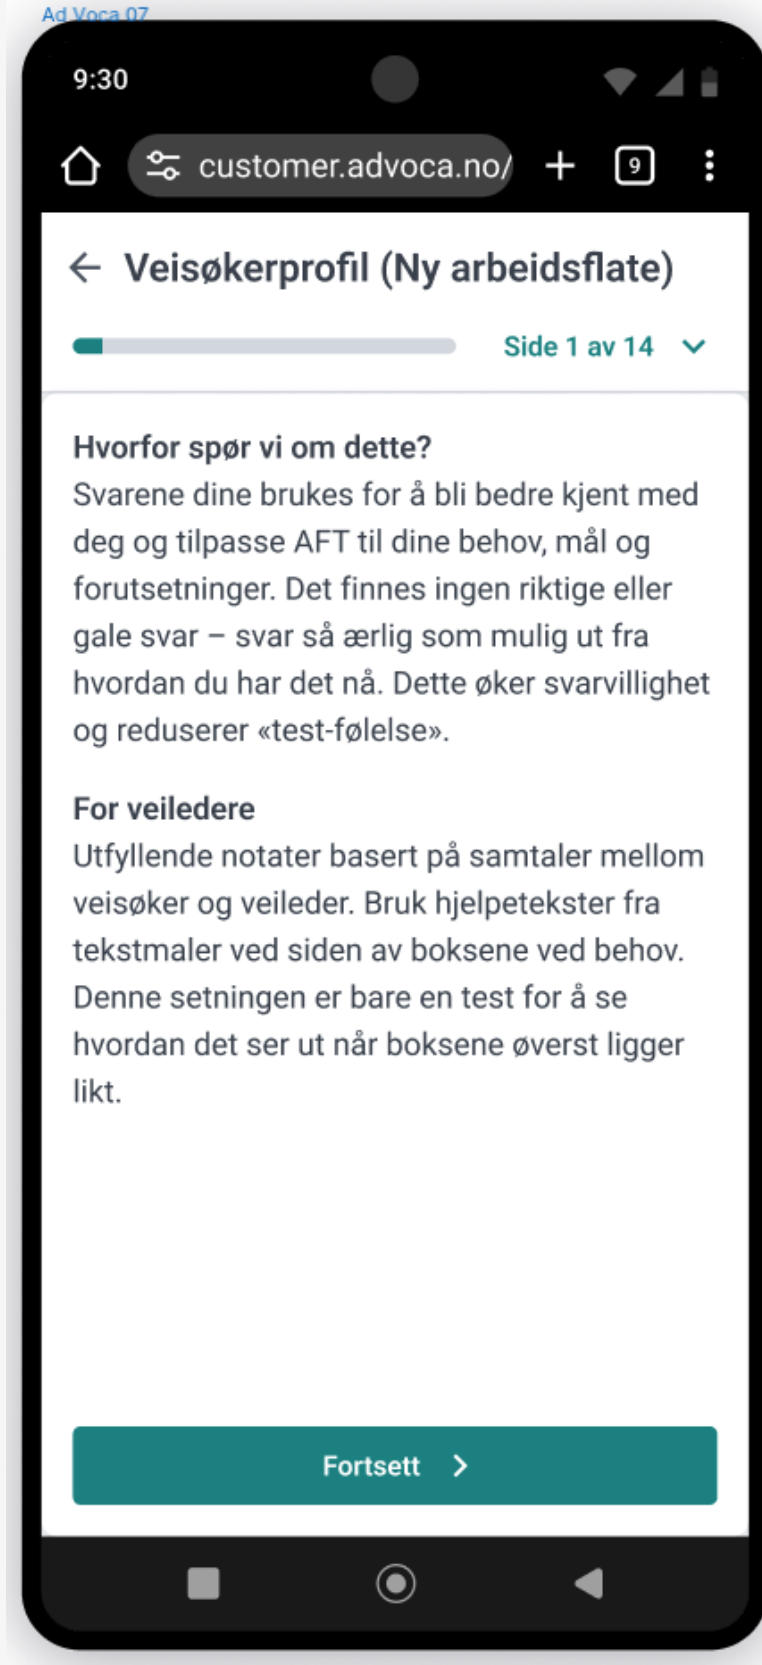 Ad Voca 07
9:30
customer.advoca.no/
9
Veisøkerprofil (Ny arbeidsflate)
Side 1 av 14
Hvorfor spør vi om dette?
Svarene dine brukes for å bli bedre kjent med
deg og tilpasse AFT til dine behov, mål og
forutsetninger. Det finnes ingen riktige eller
gale svar – svar så ærlig som mulig ut fra
hvordan du har det nå. Dette øker svarvillighet
og reduserer «test-følelse».
For veiledere
Utfyllende notater basert på samtaler mellom
veisøker og veileder. Bruk hjelpetekster fra
tekstmaler ved siden av boksene ved behov.
Denne setningen er bare en test for å se
hvordan det ser ut når boksene øverst ligger
likt.
Fortsett